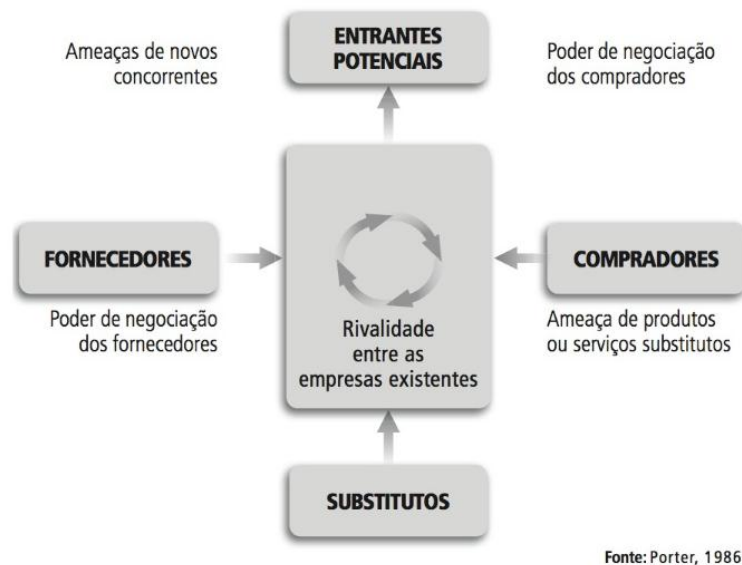 Ameaças de novos
concorrentes
ENTRANTES
POTENCIAIS
Poder de negociação
dos compradores
FORNECEDORES
Poder de negociação
dos fornecedores
Rivalidade
entre as
empresas existentes
COMPRADORES
Ameaça de produtos
ou serviços substitutos
SUBSTITUTOS
Fonte: Porter, 1986